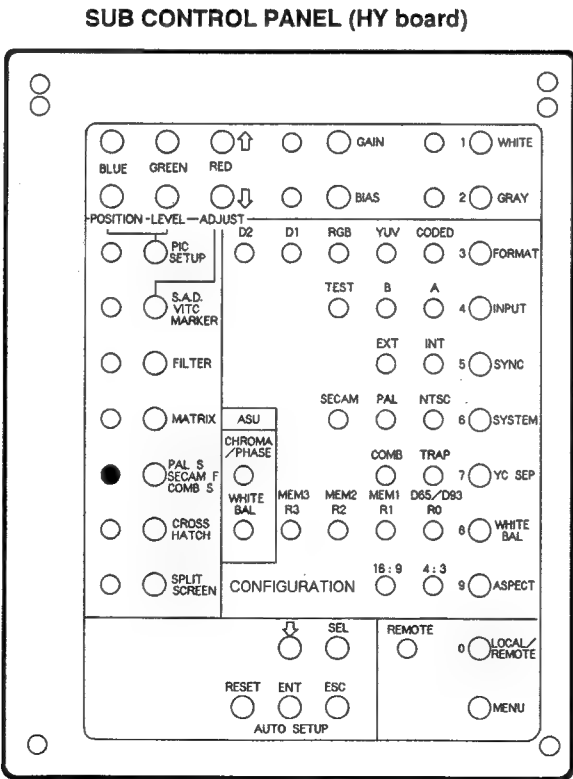 SUB CONTROL PANEL (HY board)
GAIN 1 WHITE
BLUE GREEN RED
BIAS 2 GRAY
POSITION LEVEL ADJUST
D2 D1 RGB YUV CODED
PIC
SETUP
3 FORMAT
TEST B A
S.A.D.
VITC
MARKER
4 INPUT
EXT INT
FILTER
5 SYNC
SECAM PAL NTSC
MATRIX
ASU
6 SYSTEM
CHROMA
/PHASE
COMB TRAP
PAL S
SECAM F
COMB S
7 YC SEP
WHITE
BAL
MEM3 MEM2 MEM1 D65/D93
R3 R2 R1 R0
CROSS
HATCH
8 WHITE
BAL
16:9 4:3
SPLIT
SCREEN
CONFIGURATION
9 ASPECT
SEL
REMOTE
0 LOCAL/
REMOTE
RESET ENT ESC
MENU
AUTO SETUP